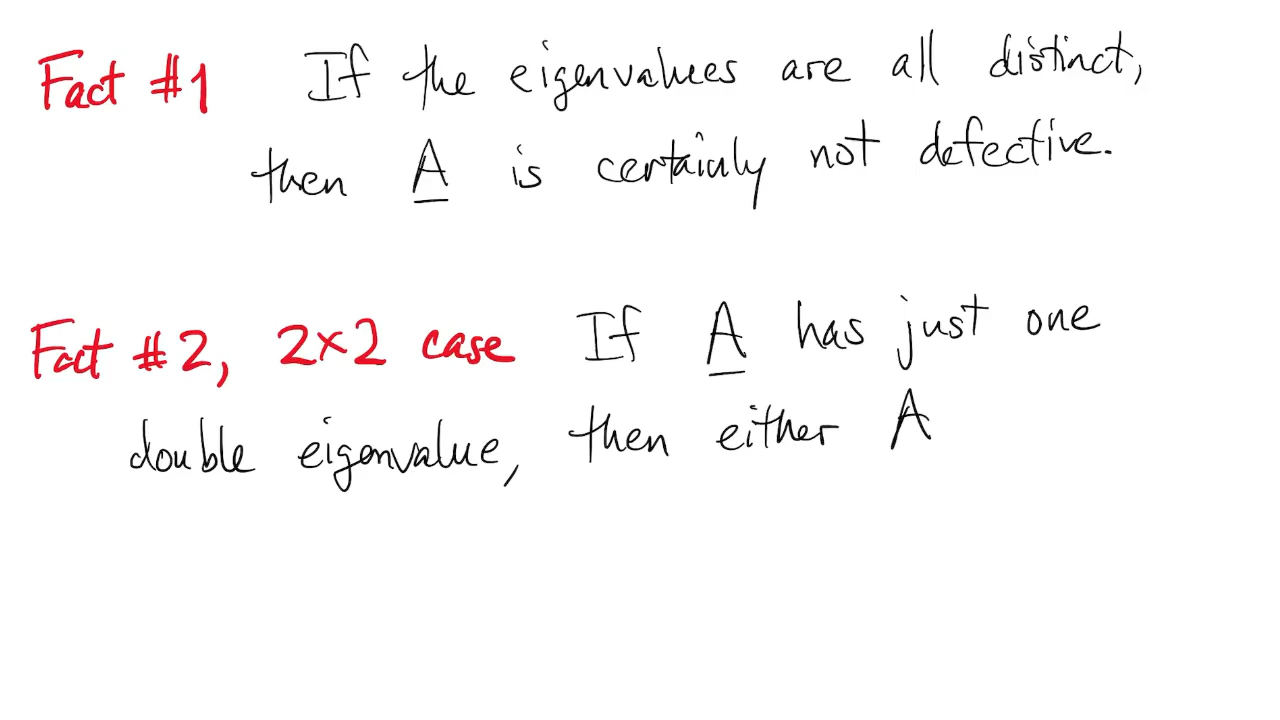 Fact #1 If the eigenvalues are all distinct,
then A is certainly not defective.
Fact #2, 2×2 case If A has just one
double eigenvalue, then either A